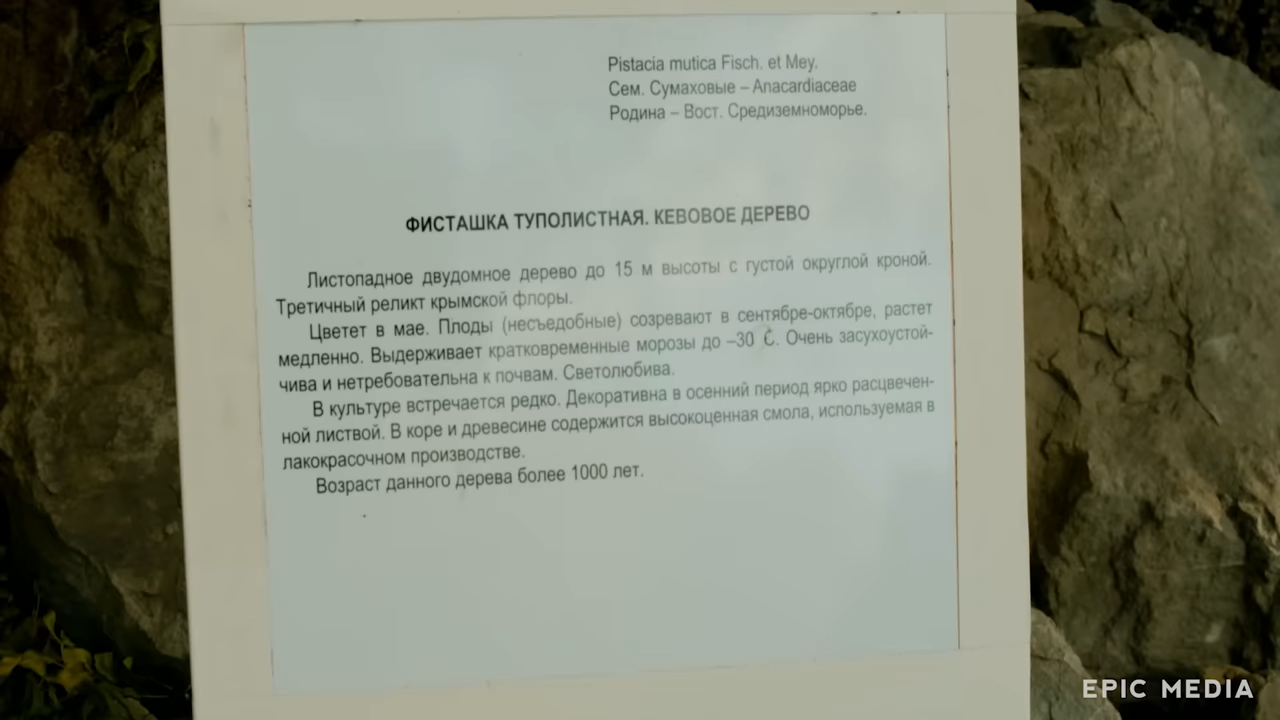 Pistacia mutica Fisch. et Mey.
Сем. Сумаховые – Anacardiaceae
Родина – Вост. Средиземноморье.
ФИСТАШКА ТУПОЛИСТНАЯ. КЕВОВОЕ ДЕРЕВО
Листопадное двудомное дерево до 15 м высоты с густой округлой кроной.
Третичный реликт крымской флоры.
Цветет в мае. Плоды (несъедобные) созревают в сентябре-октябре, растет
медленно. Выдерживает кратковременные морозы до –30 С. Очень засухоустой-
чива и нетребовательна к почвам. Светолюбива.
В культуре встречается редко. Декоративна в осенний период ярко расцвечен-
ной листвой. В коре и древесине содержится высокоценная смола, используемая в
лакокрасочном производстве.
Возраст данного дерева более 1000 лет.
EPIC MEDIA